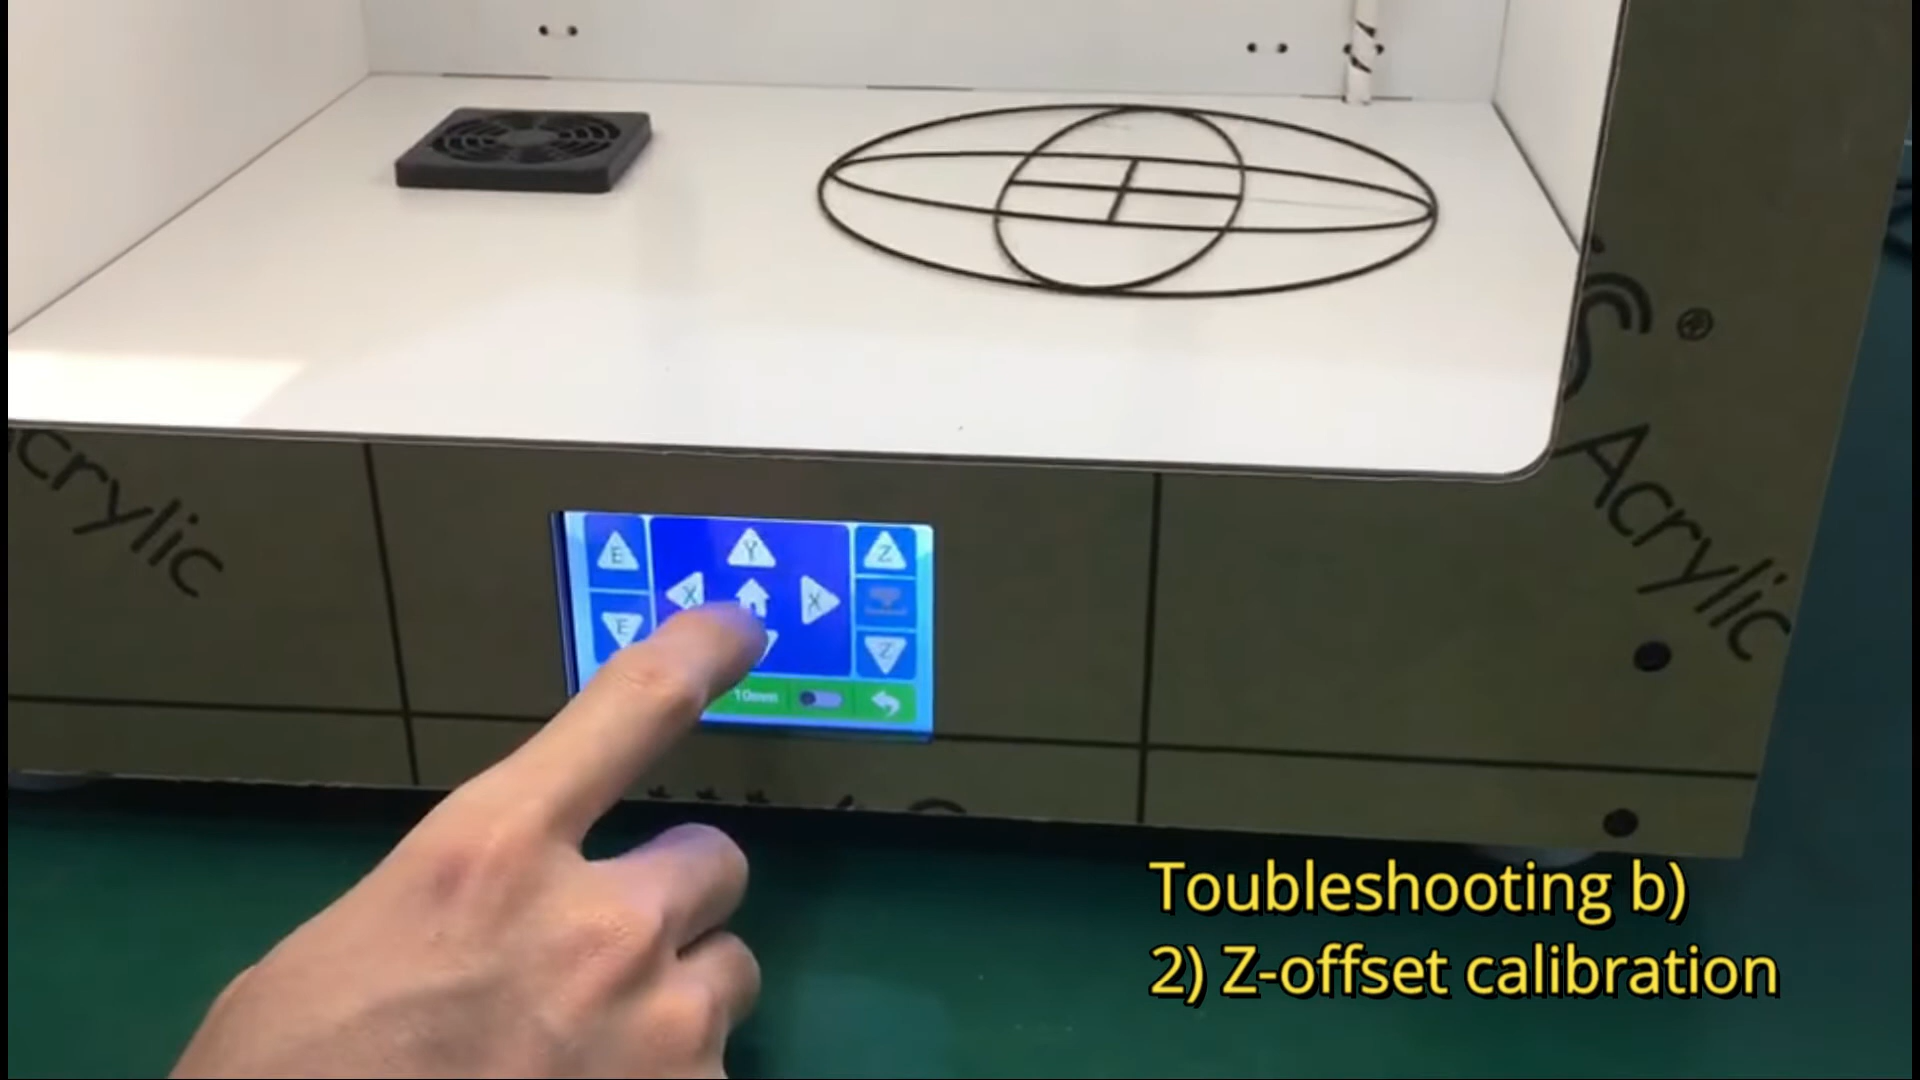 S®
Acrylic
crylic
E
Y
Z
X
X
E
Z
10mm
Toubleshooting b)
2) Z-offset calibration